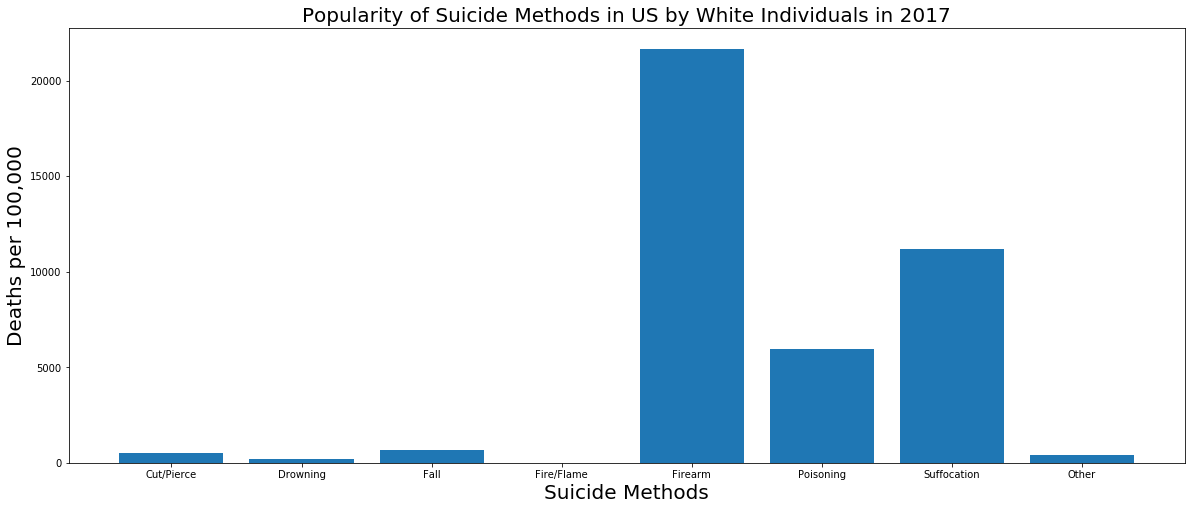 Popularity of Suicide Methods in US by White Individuals in 2017
Deaths per 100,000
20000
15000
10000
5000
0
Cut/Pierce
Drowning
Fall
Fire/Flame
Firearm
Poisoning
Suffocation
Other
Suicide Methods